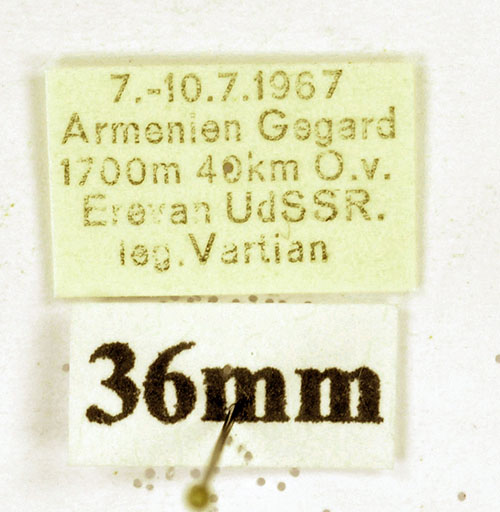 7.-10.7.1967
Armenien Gegard
1700m 40km O.v.
Erevan UdSSR.
leg. Vartian
36mm